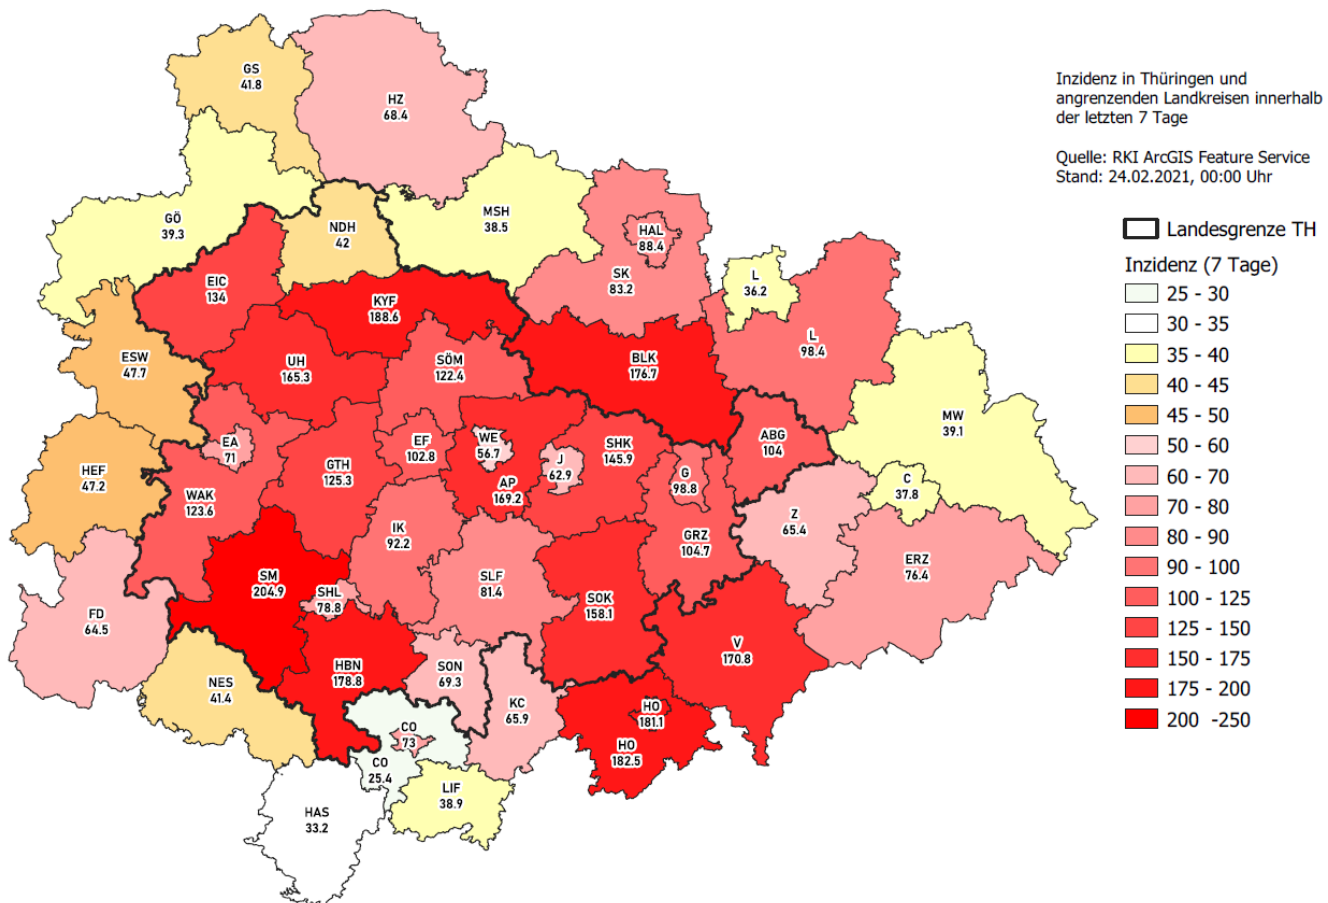 Inzidenz in Thüringen und
angrenzenden Landkreisen innerhalb
der letzten 7 Tage
Quelle: RKI ArcGIS Feature Service
Stand: 24.02.2021, 00:00 Uhr
Landesgrenze TH
Inzidenz (7 Tage)
25 - 30
30 - 35
35 - 40
40 - 45
45 - 50
50 - 60
60 - 70
70 - 80
80 - 90
90 - 100
100 - 125
125 - 150
150 - 175
175 - 200
200 -250
GS
41.8
HZ
68.4
GÖ
39.3
NDH
42
MSH
38.5
HAL
88.4
SK
83.2
L
36.2
L
98.4
EIC
134
KYF
188.6
ESW
47.7
UH
165.3
SÖM
122.4
BLK
176.7
MW
39.1
EA
71
EF
102.8
WE
56.7
J
62.9
SHK
145.9
ABG
104
HEF
47.2
GTH
125.3
AP
169.2
G
98.8
C
37.8
WAK
123.6
IK
92.2
Z
65.4
GRZ
104.7
ERZ
76.4
SM
204.9
SHL
78.8
SLF
81.4
SOK
158.1
FD
64.5
V
170.8
NES
41.4
HBN
178.8
SON
69.3
KC
65.9
HO
181.1
HO
182.5
CO
73
CO
25.4
LIF
38.9
HAS
33.2